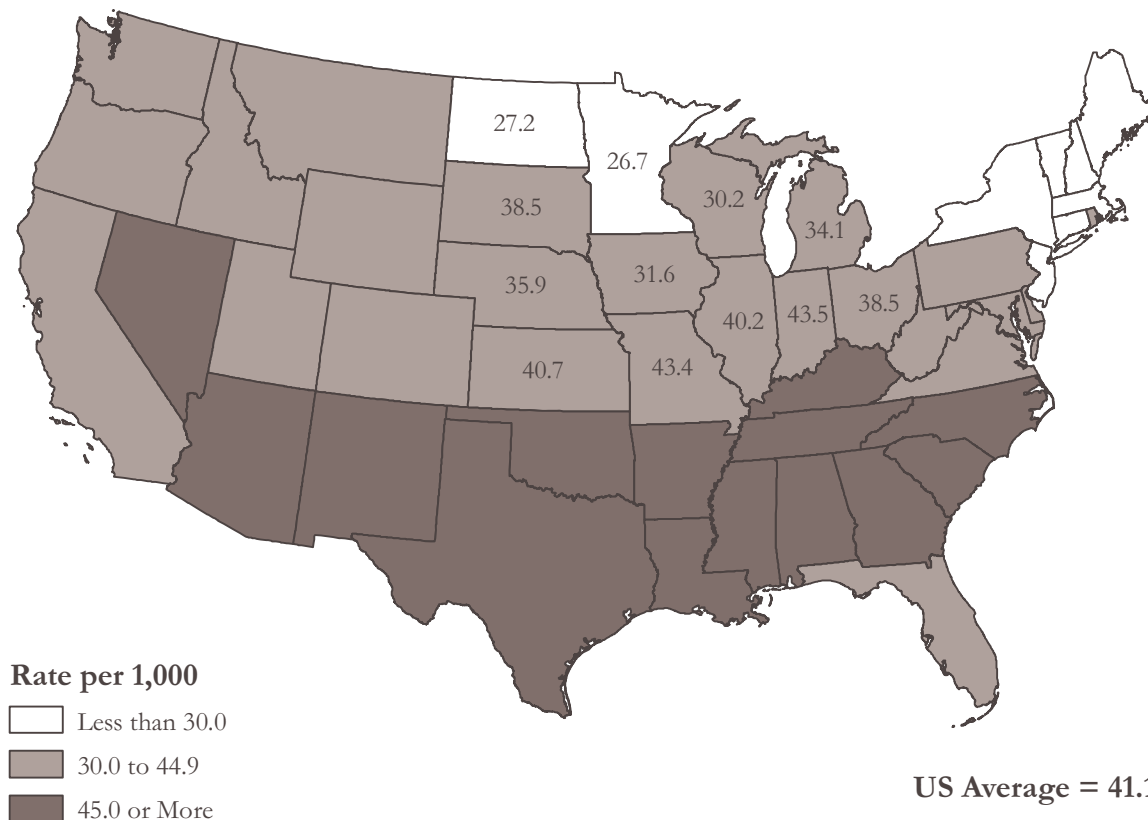 27.2
26.7
38.5
30.2
34.1
35.9
31.6
40.2
43.5
38.5
40.7
43.4
Rate per 1,000
Less than 30.0
30.0 to 44.9
45.0 or More
US Average = 41.